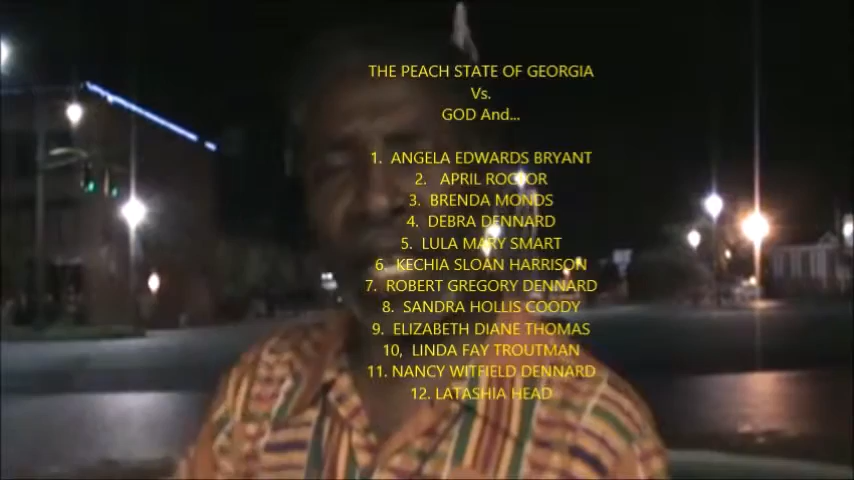 THE PEACH STATE OF GEORGIA
Vs.
GOD And...
1. ANGELA EDWARDS BRYANT
2. APRIL ROCTOR
3. BRENDA MONDS
4. DEBRA DENNARD
5. LULA MARY SMART
6. KECHIA SLOAN HARRISON
7. ROBERT GREGORY DENNARD
8. SANDRA HOLLIS COODY
9. ELIZABETH DIANE THOMAS
10, LINDA FAY TROUTMAN
11. NANCY WITFIELD DENNARD
12. LATASHIA HEAD